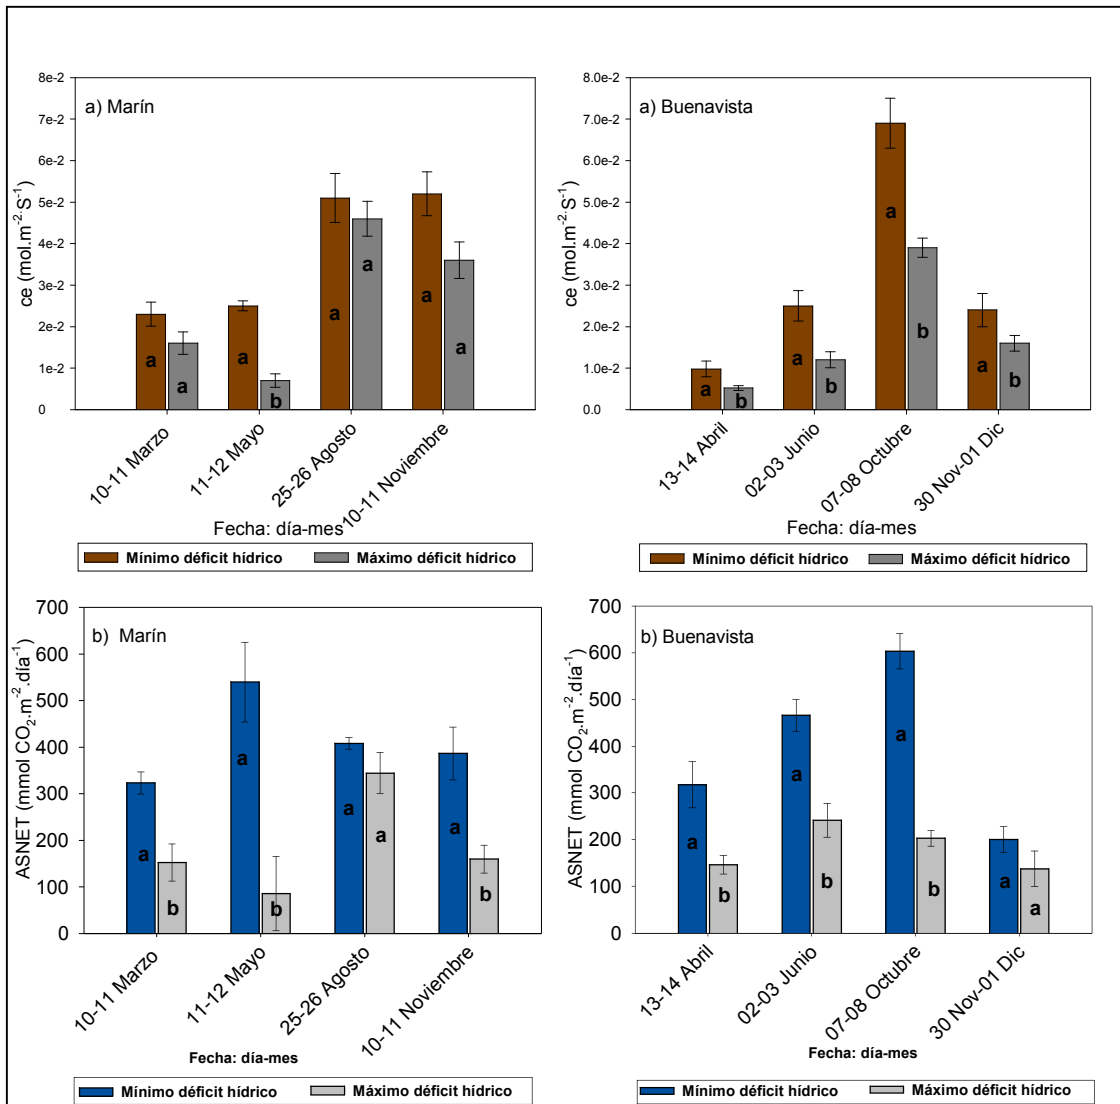 a) Marín
ce (mol.m-2.S-1)
8e-2
7e-2
6e-2
5e-2
4e-2
3e-2
2e-2
1e-2
0
a
a
a
b
a
a
a
a
10-11 Marzo
11-12 Mayo
25-26 Agosto
10-11 Noviembre
Fecha: día-mes
Mínimo déficit hídrico
Máximo déficit hídrico
a) Buenavista
ce (mol.m-2.S-1)
8.0e-2
7.0e-2
6.0e-2
5.0e-2
4.0e-2
3.0e-2
2.0e-2
1.0e-2
0.0
a
b
a
b
a
b
a
b
13-14 Abril
02-03 Junio
07-08 Octubre
30 Nov-01 Dic
Fecha: día-mes
Mínimo déficit hídrico
Máximo déficit hídrico
b) Marín
ASNET (mmol CO2.m-2.día-1)
700
600
500
400
300
200
100
0
a
b
a
b
a
a
a
b
10-11 Marzo
11-12 Mayo
25-26 Agosto
10-11 Noviembre
Fecha: día-mes
Mínimo déficit hídrico
Máximo déficit hídrico
b) Buenavista
ASNET (mmol CO2.m-2.día-1)
700
600
500
400
300
200
100
0
a
b
a
b
a
b
a
a
13-14 Abril
02-03 Junio
07-08 Octubre
30 Nov-01 Dic
Fecha: día-mes
Mínimo déficit hídrico
Máximo déficit hídrico